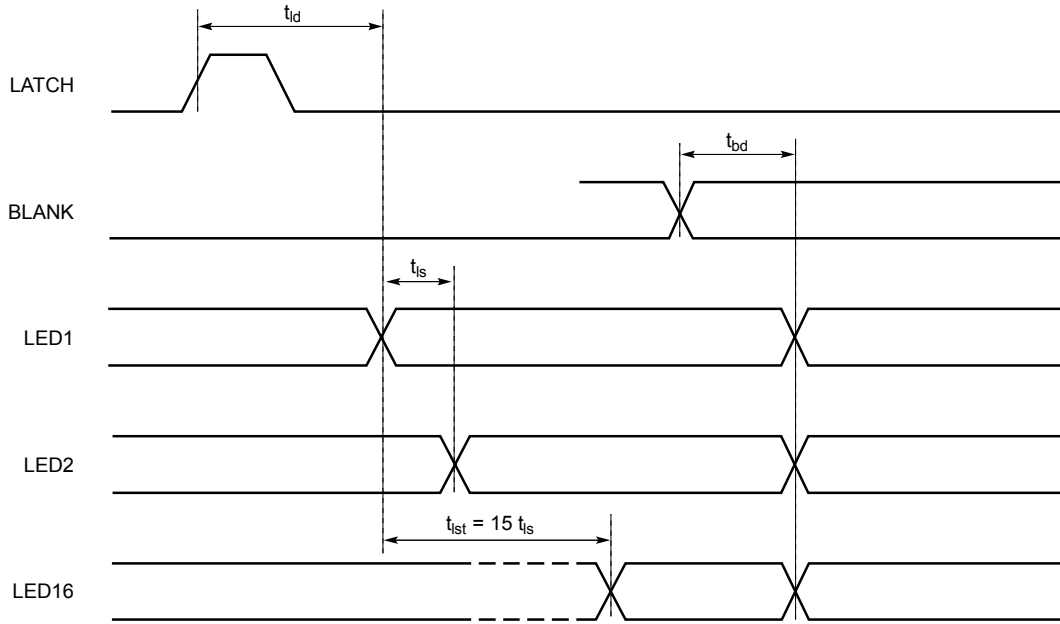 t_ld
LATCH
t_bd
BLANK
t_ls
LED1
LED2
t_lst = 15 t_ls
LED16